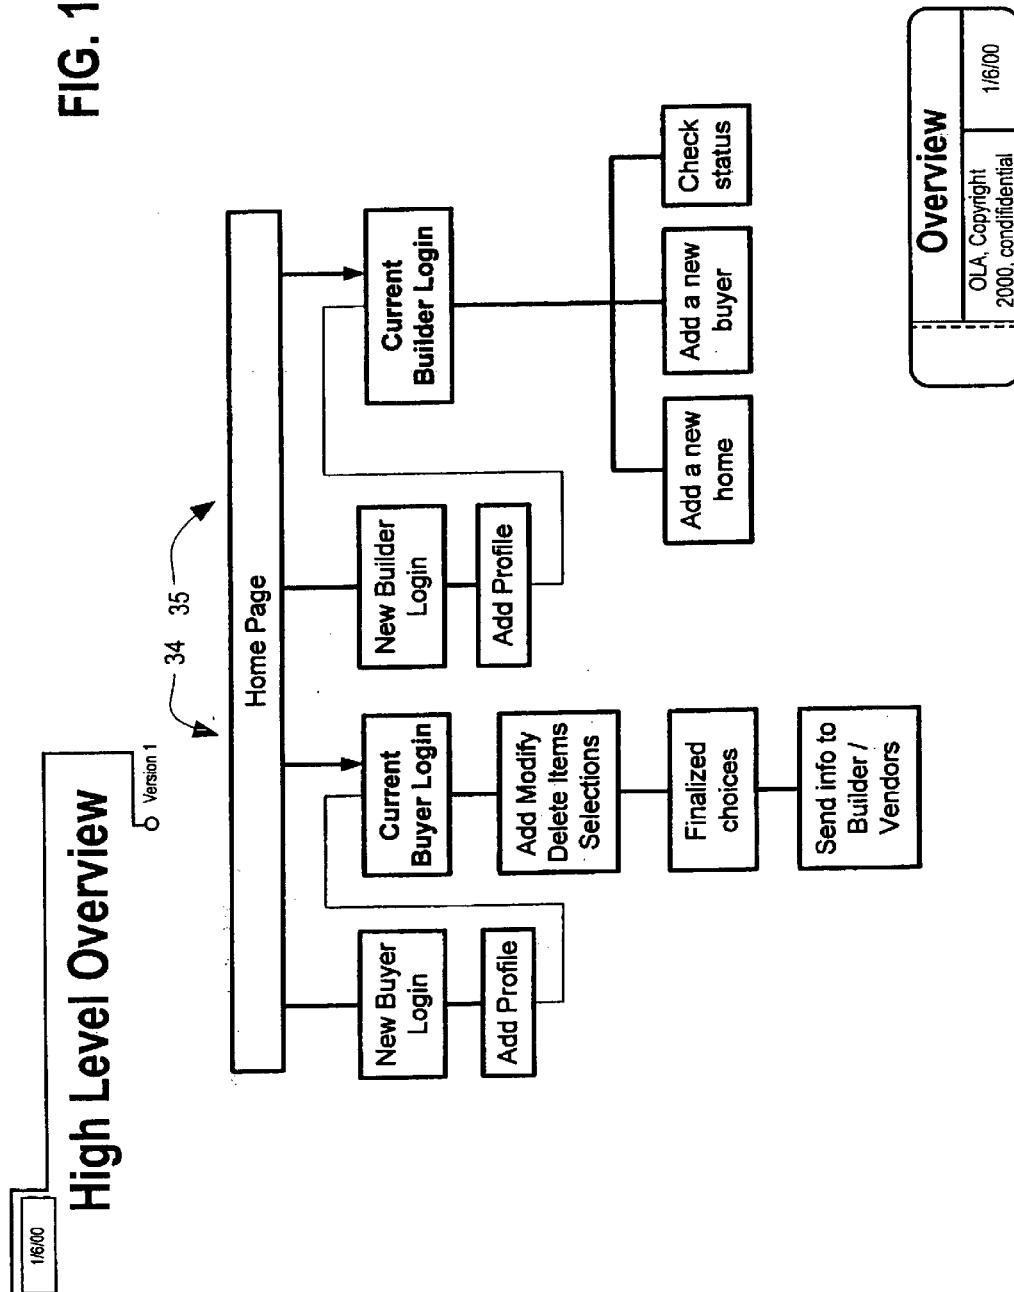 1/6/00
High Level Overview
Version 1
FIG. 1
34
35
Home Page
New Buyer
Login
Add Profile
Current
Buyer Login
Add Modify
Delete Items
Selections
Finalized
choices
Send info to
Builder /
Vendors
New Builder
Login
Add Profile
Current
Builder Login
Add a new
home
Add a new
buyer
Check
status
Overview
OLA, Copyright
2000, condifidential
1/6/00